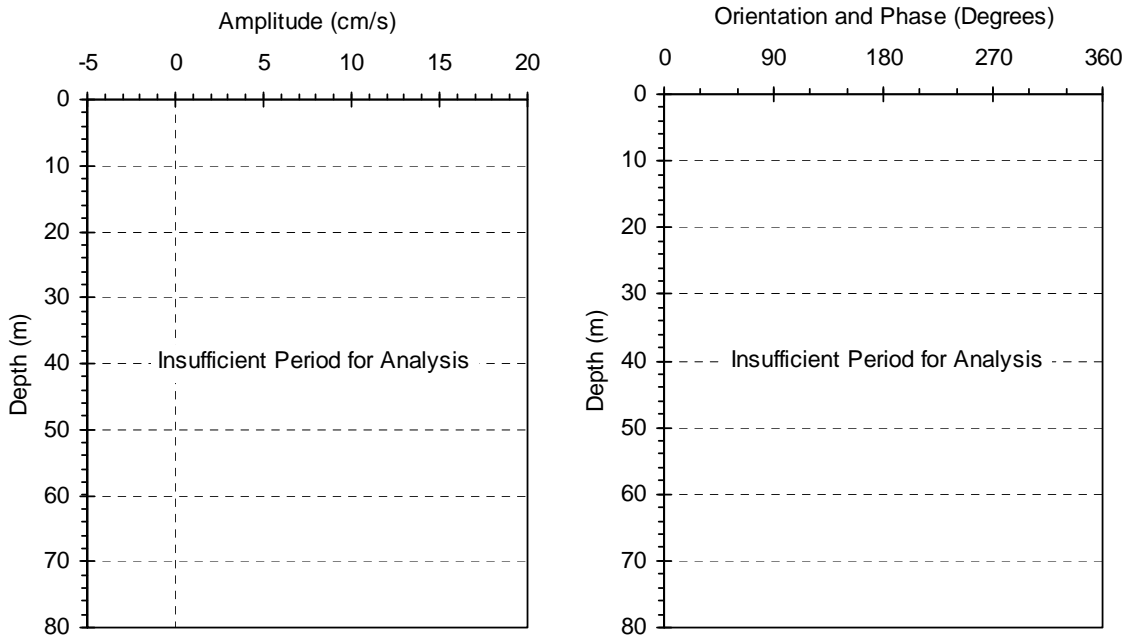 Amplitude (cm/s)
-5 0 5 10 15 20
0
10
20
30
40
50
60
70
80
Depth (m)
Insufficient Period for Analysis
Orientation and Phase (Degrees)
0 90 180 270 360
0
10
20
30
40
50
60
70
80
Depth (m)
Insufficient Period for Analysis